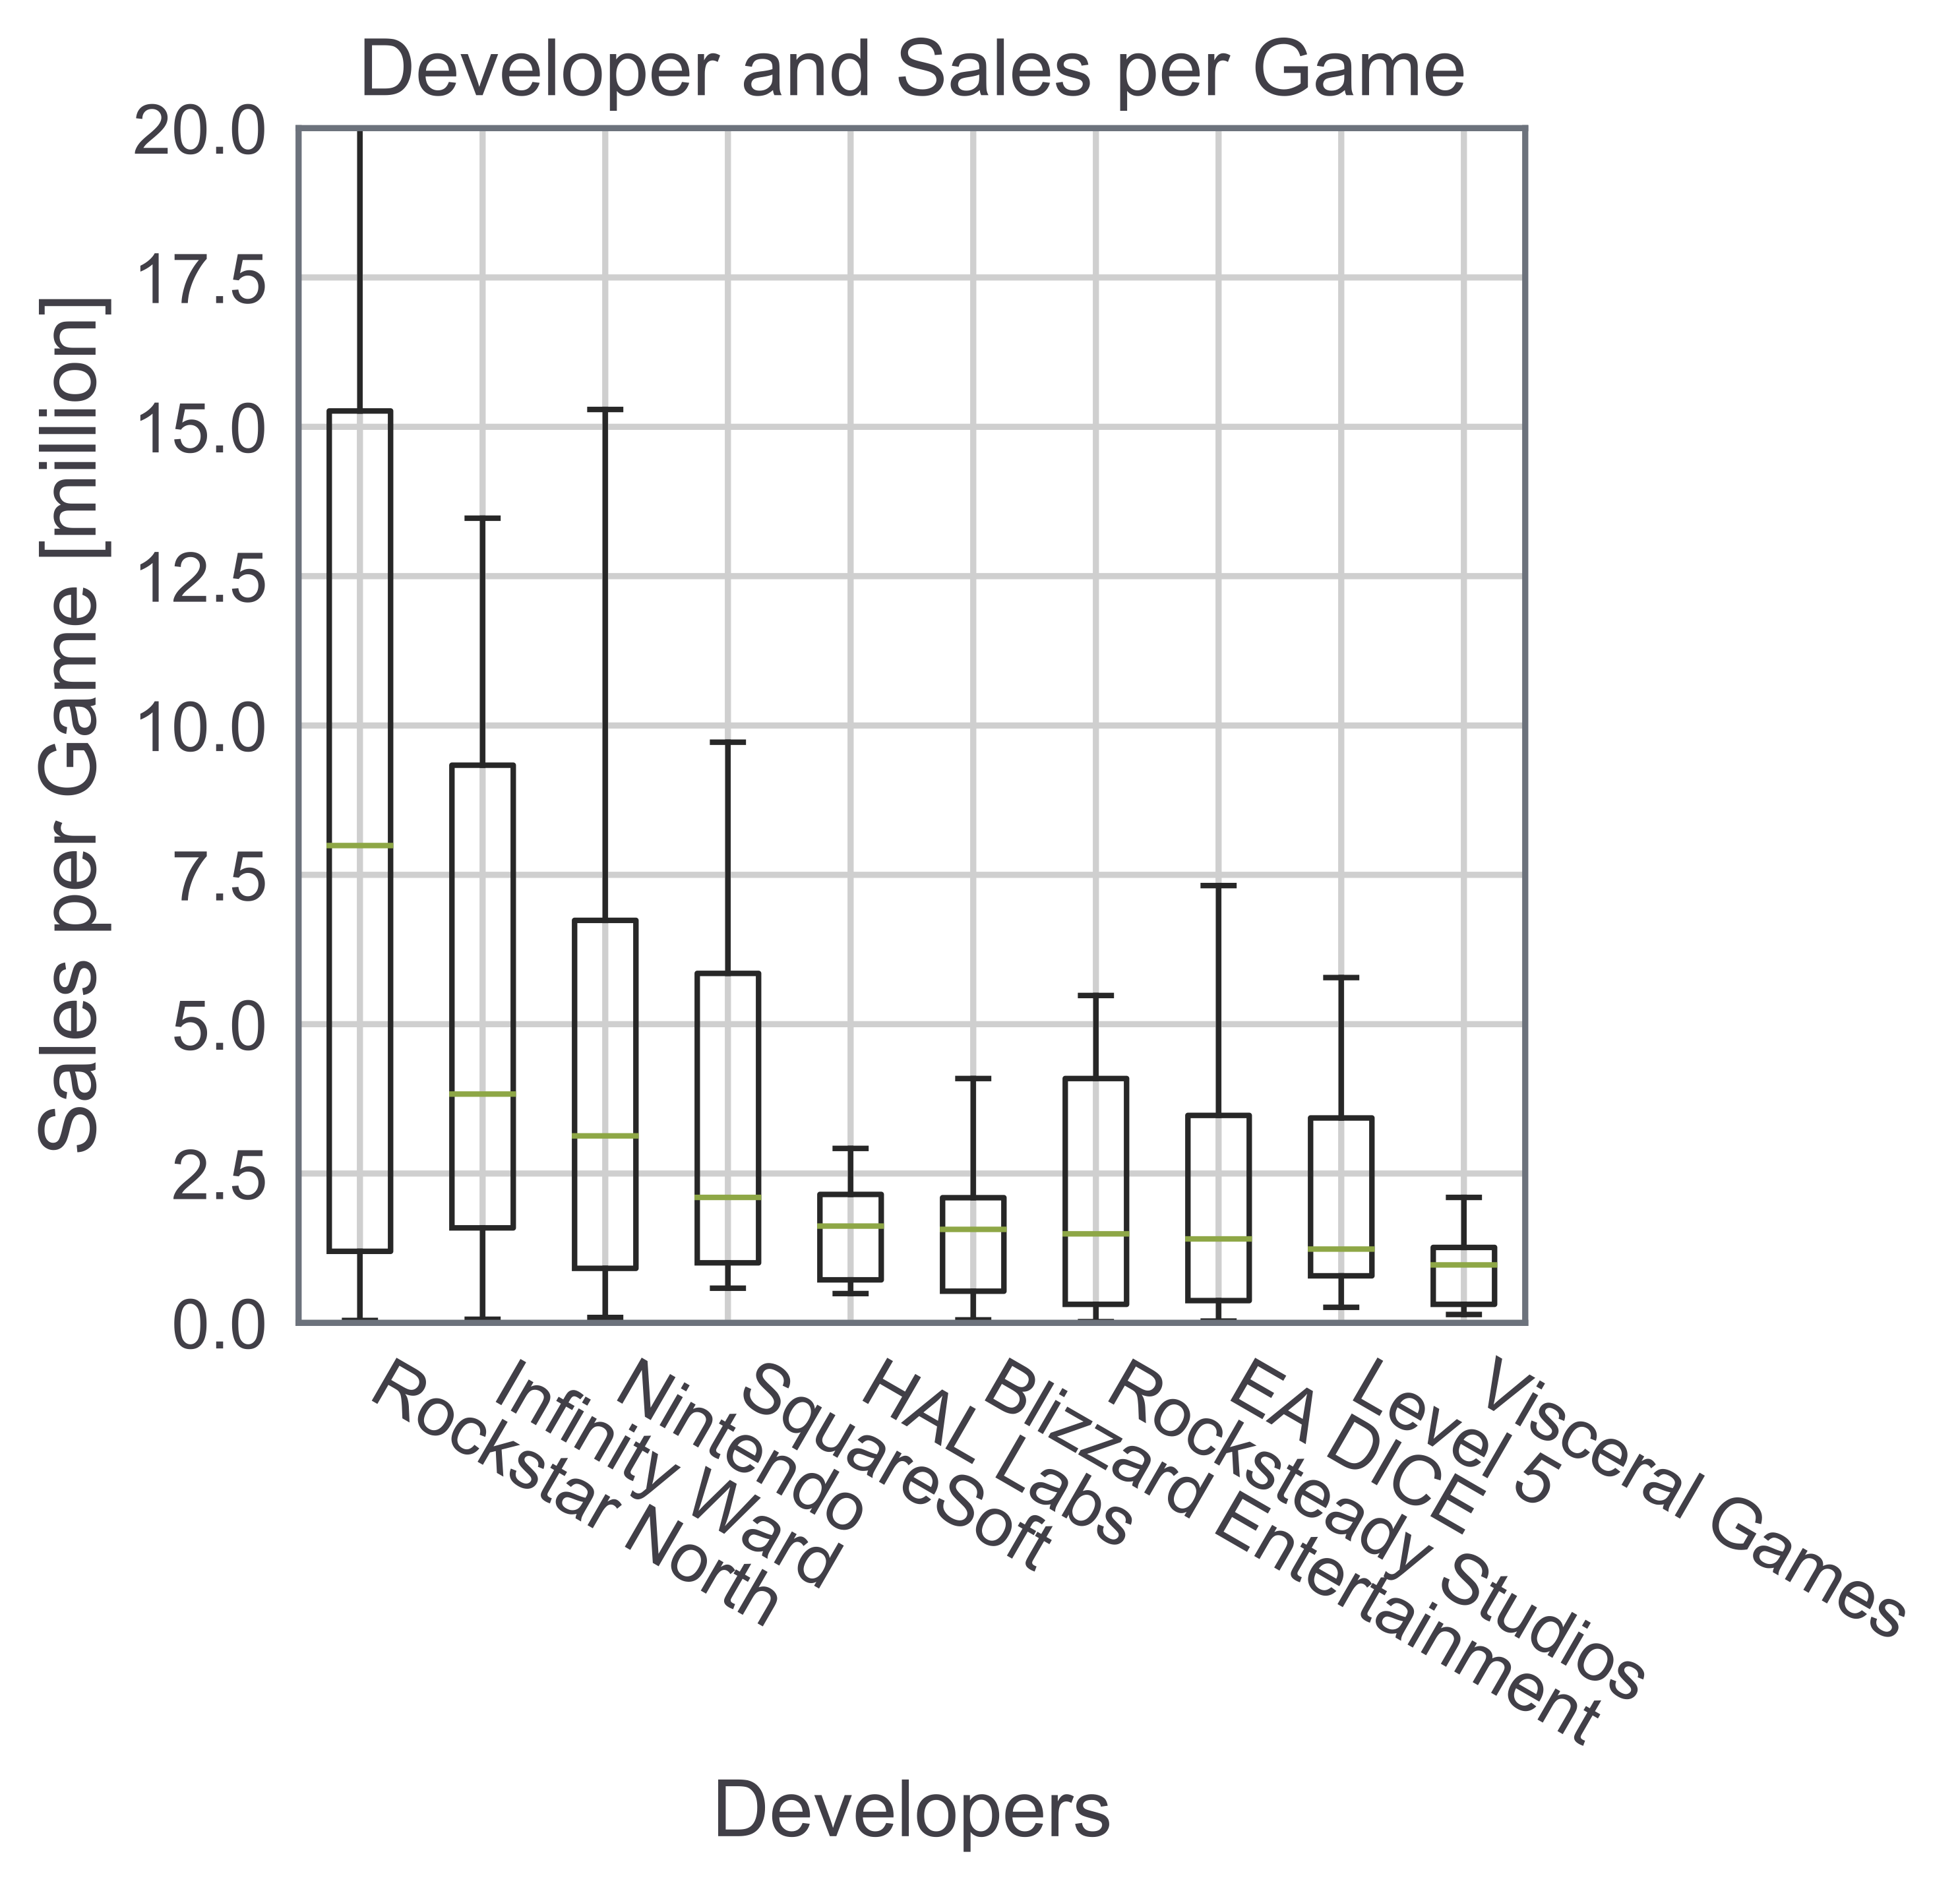 Developer and Sales per Game
Sales per Game [million]
20.0
17.5
15.0
12.5
10.0
7.5
5.0
2.5
0.0
Rockstar North
Infinity Ward
Nintendo
SquareSoft
HAL Labs
Blizzard Entertainment
Rocksteady Studios
EA DICE
Level 5
Visceral Games
Developers